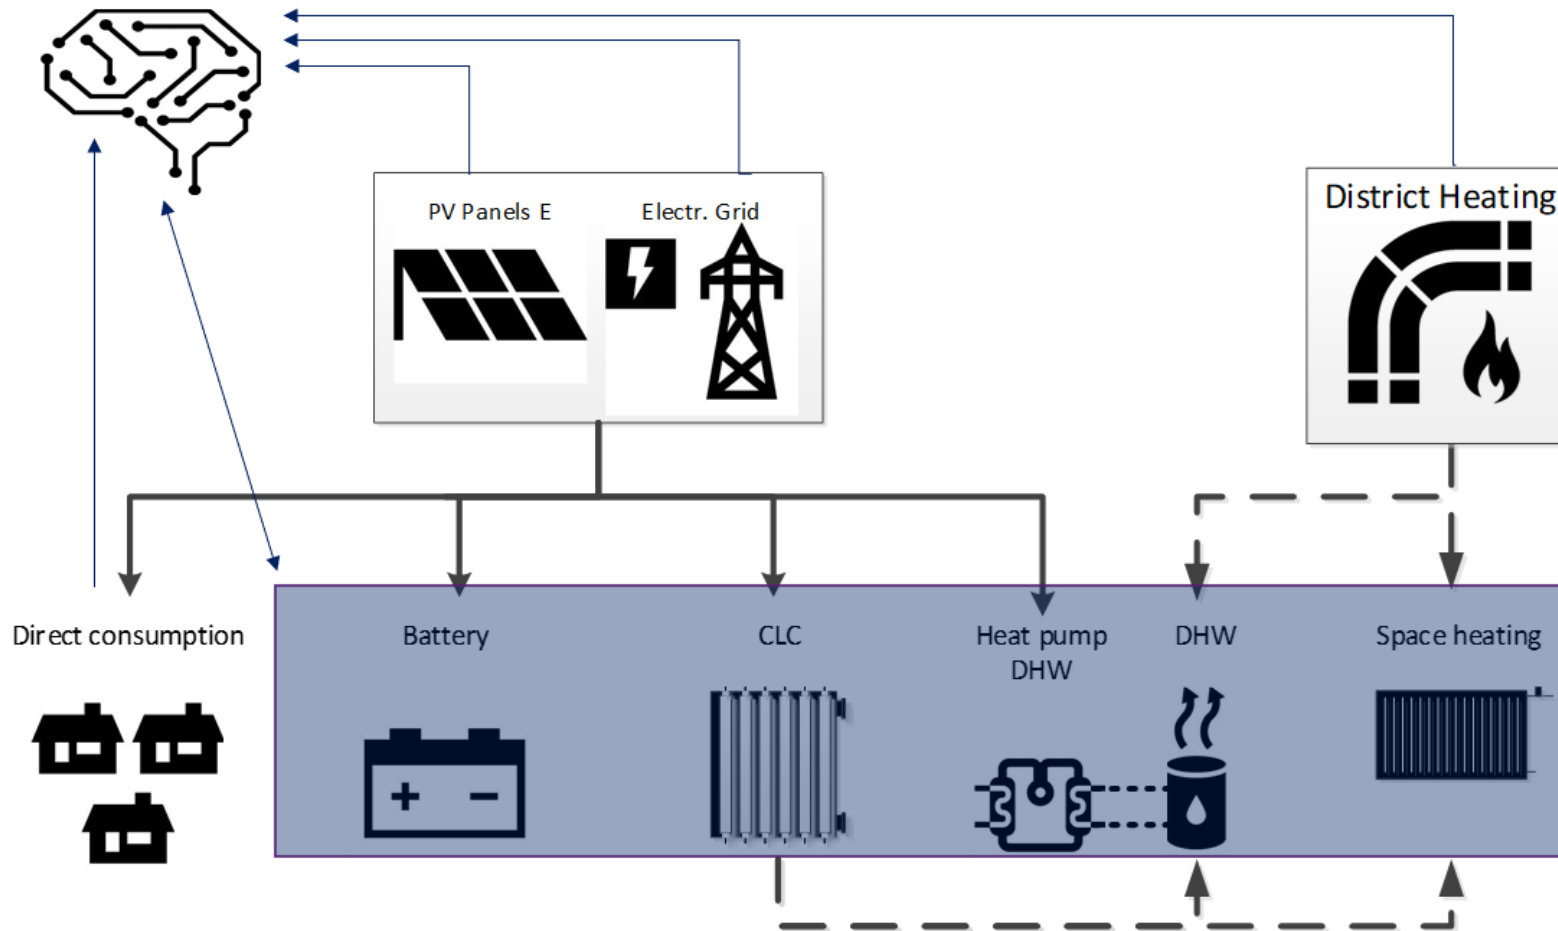 PV Panels E
Electr. Grid
District Heating
Direct consumption
Battery
CLC
Heat pump
DHW
DHW
Space heating